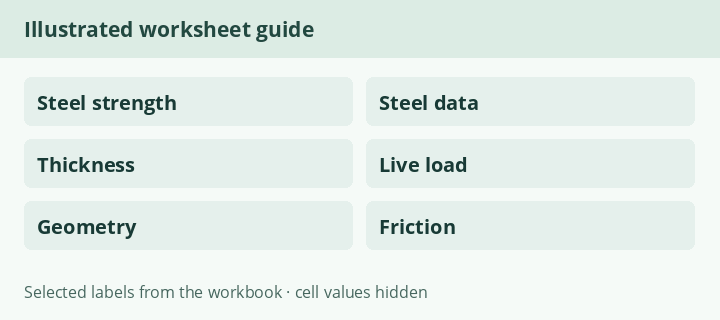 Illustrated worksheet guide
Steel strength
Steel data
Thickness
Live load
Geometry
Friction
Selected labels from the workbook · cell values hidden